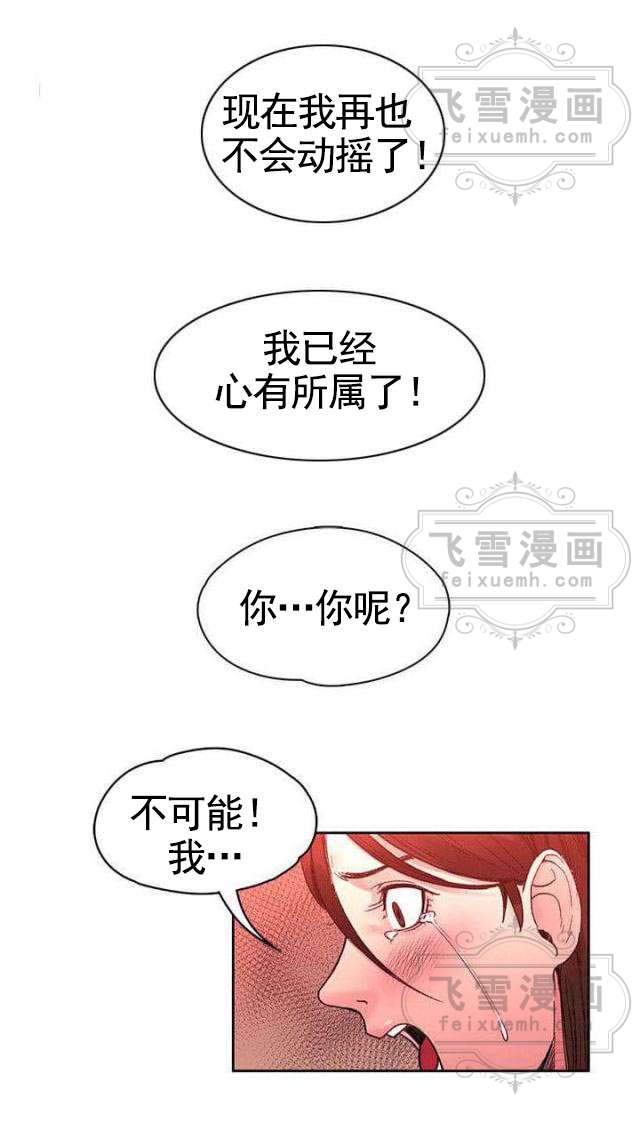 飞雪漫画
feixuemh.com
现在我再也
不会动摇了!
我已经
心有所属了!
飞雪漫画
feixuemh.com
你…你呢?
不可能!
我…
飞雪漫画
feixuemh.com